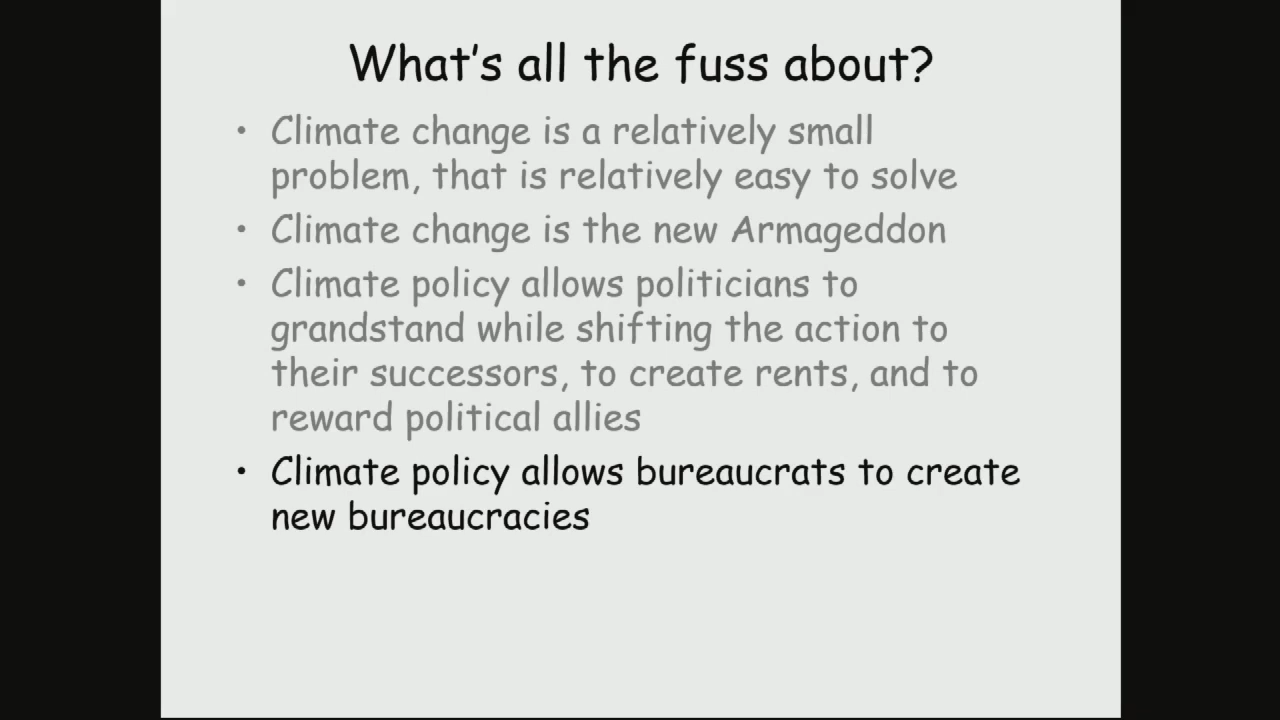 What's all the fuss about?
• Climate change is a relatively small
problem, that is relatively easy to solve
• Climate change is the new Armageddon
• Climate policy allows politicians to
grandstand while shifting the action to
their successors, to create rents, and to
reward political allies
• Climate policy allows bureaucrats to create
new bureaucracies